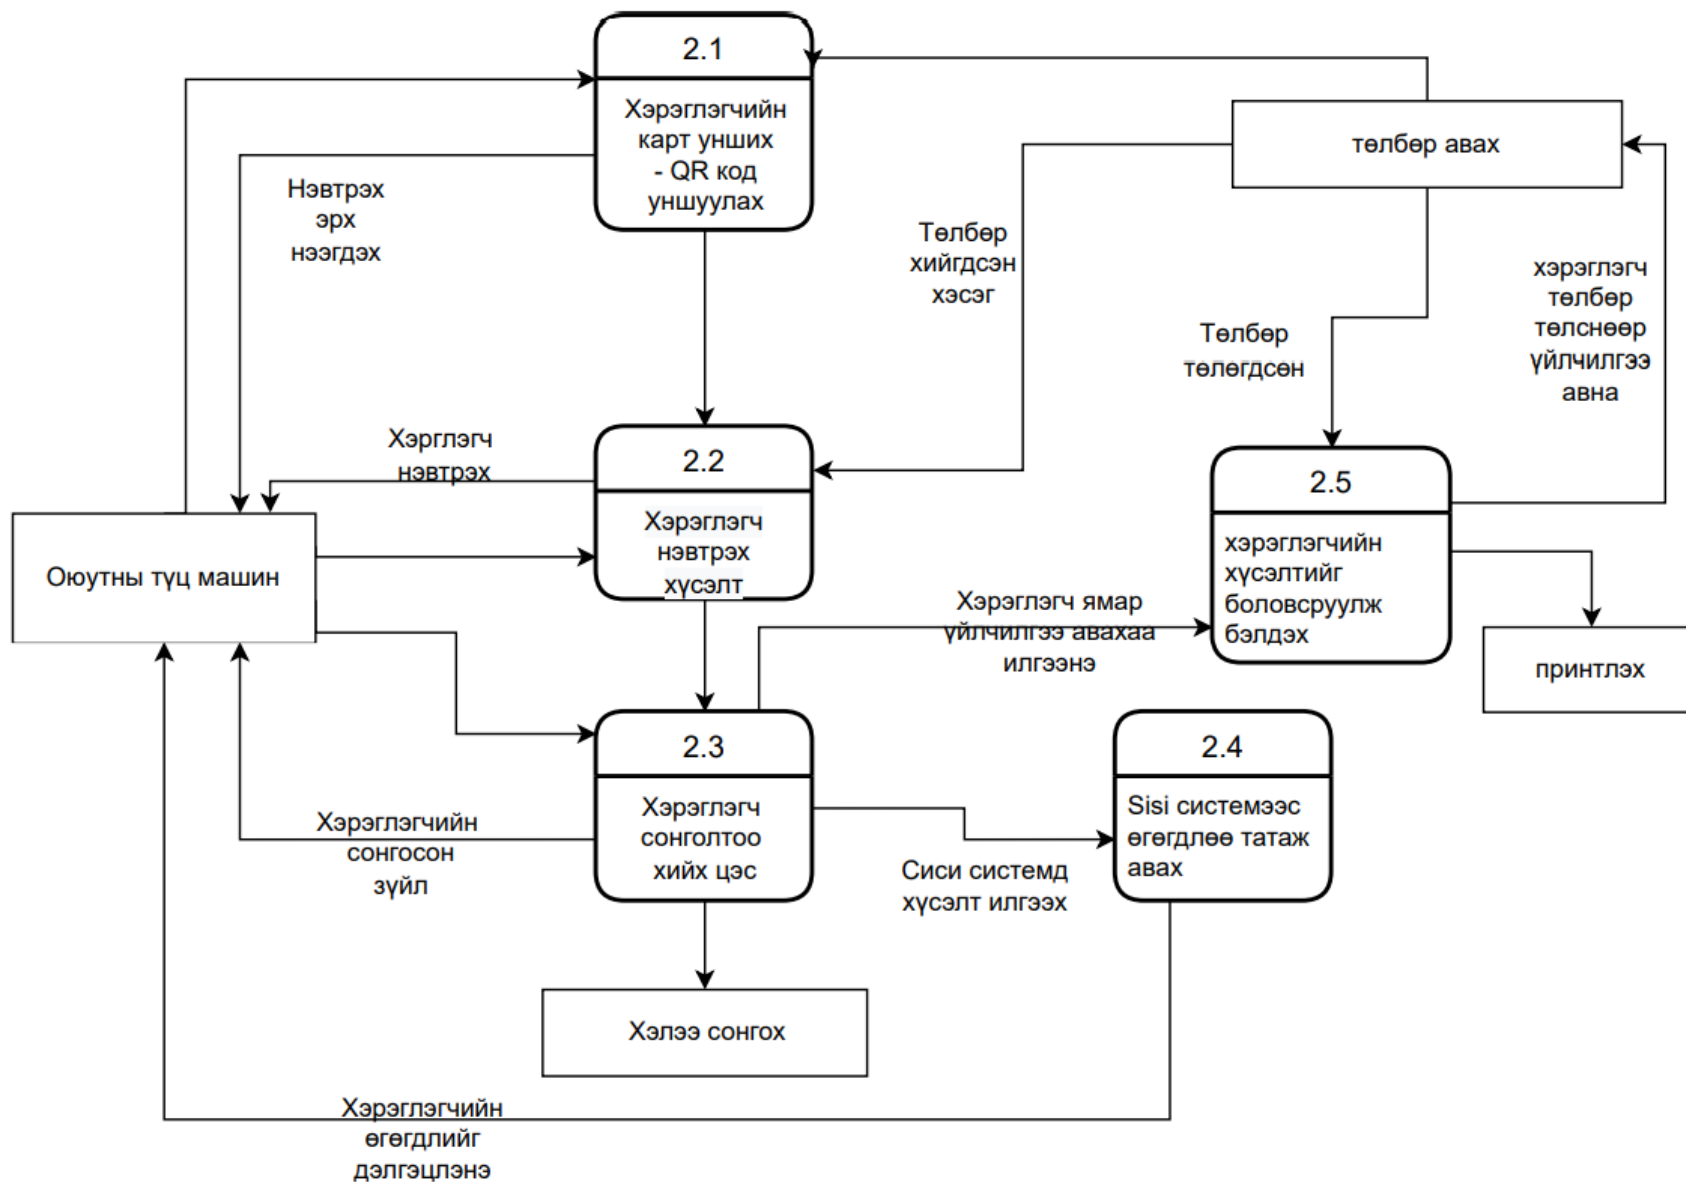 2.1
Хэрэглэгчийн
карт унших
- QR код
уншуулах
төлбөр авах
Нэвтрэх
эрх
нээгдэх
Төлбөр
хийгдсэн
хэсэг
Төлбөр
төлөгдсөн
хэрэглэгч
төлбөр
төлснөөр
үйлчилгээ
авна
Хэрглэгч
нэвтрэх
2.2
Хэрэглэгч
нэвтрэх
хүсэлт
2.5
хэрэглэгчийн
хүсэлтийг
боловсруулж
бэлдэх
Оюутны түц машин
Хэрэглэгч ямар
үйлчилгээ авахаа
илгээнэ
принтлэх
2.3
Хэрэглэгч
сонголтоо
хийх цэс
2.4
Sisi системээс
өгөгдлөө татаж
авах
Хэрэглэгчийн
сонгосон
зүйл
Сиси системд
хүсэлт илгээх
Хэлээ сонгох
Хэрэглэгчийн
өгөгдлийг
дэлгэцлэнэ